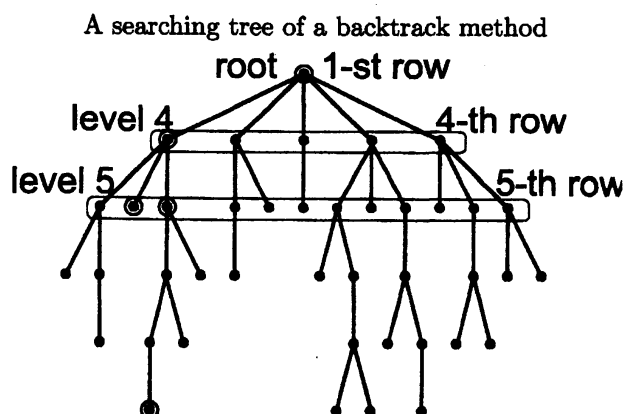 A searching tree of a backtrack method
root 1-st row
level 4 4-th row
level 5 5-th row